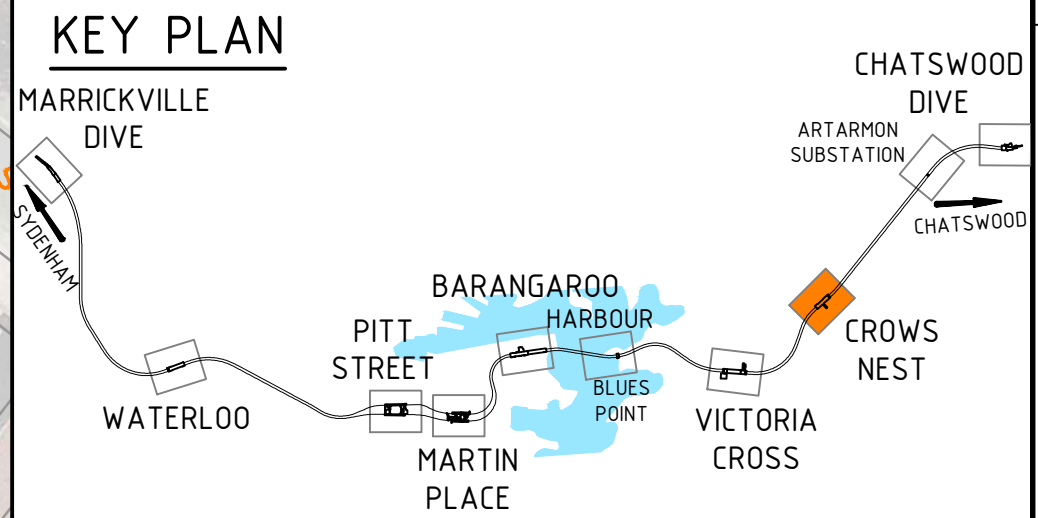 KEY PLAN
MARRICKVILLE
DIVE
SYDENHAM
WATERLOO
PITT
STREET
MARTIN
PLACE
BARANGAROO
HARBOUR
BLUES
POINT
VICTORIA
CROSS
CROWS
NEST
ARTARMON
SUBSTATION
CHATSWOOD
DIVE
CHATSWOOD